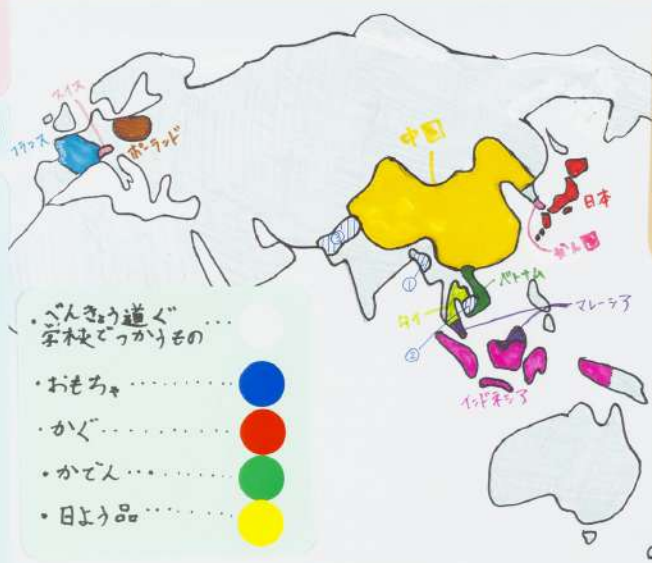 スイス
フランス
ポーランド
中国
日本
かん国
ベトナム
タイ
マレーシア
インドネシア
③
①
②
・べんきょう道ぐ
学校でつかうもの
・おもちゃ
・かぐ
・かでん
・日よう品